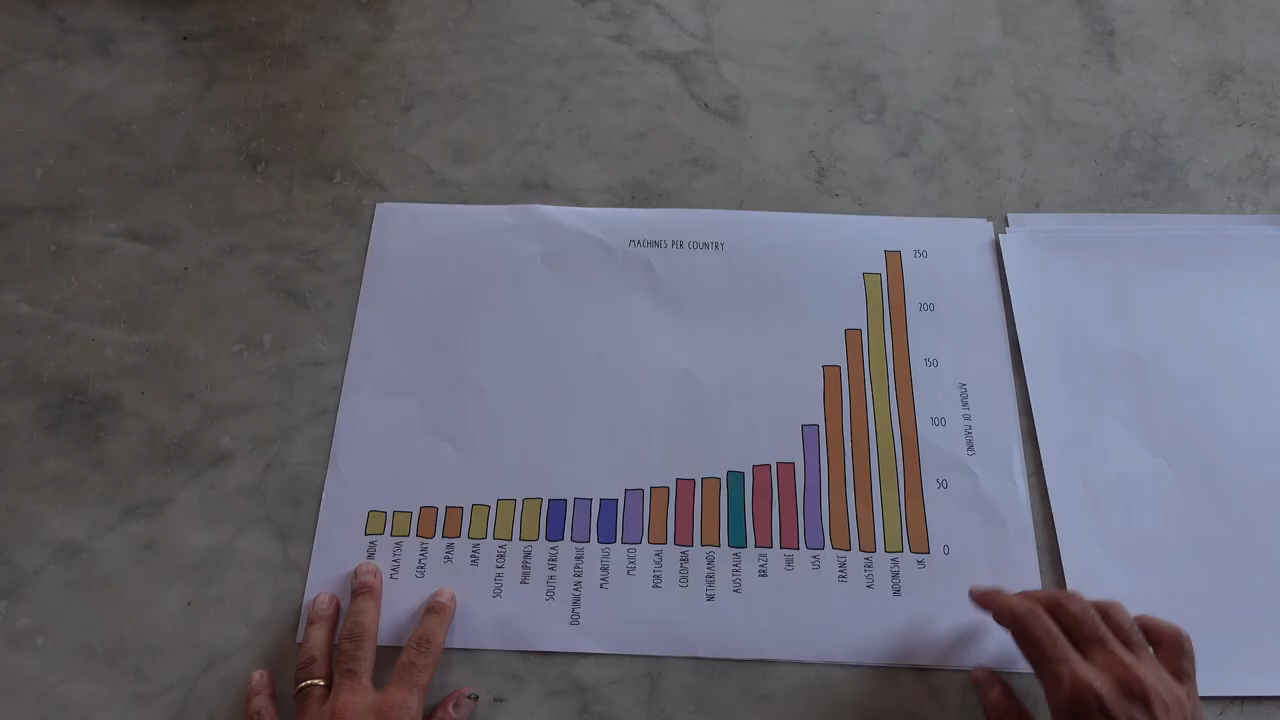 MACHINES PER COUNTRY
250
200
150
100
50
0
AMOUNT OF MACHINES
INDIA
MALAYSIA
GERMANY
SPAIN
JAPAN
SOUTH KOREA
PHILIPPINES
SOUTH AFRICA
DOMINICAN REPUBLIC
MAURITIUS
MEXICO
PORTUGAL
COLOMBIA
NETHERLANDS
AUSTRALIA
BRAZIL
CHILE
USA
FRANCE
AUSTRIA
INDONESIA
UK